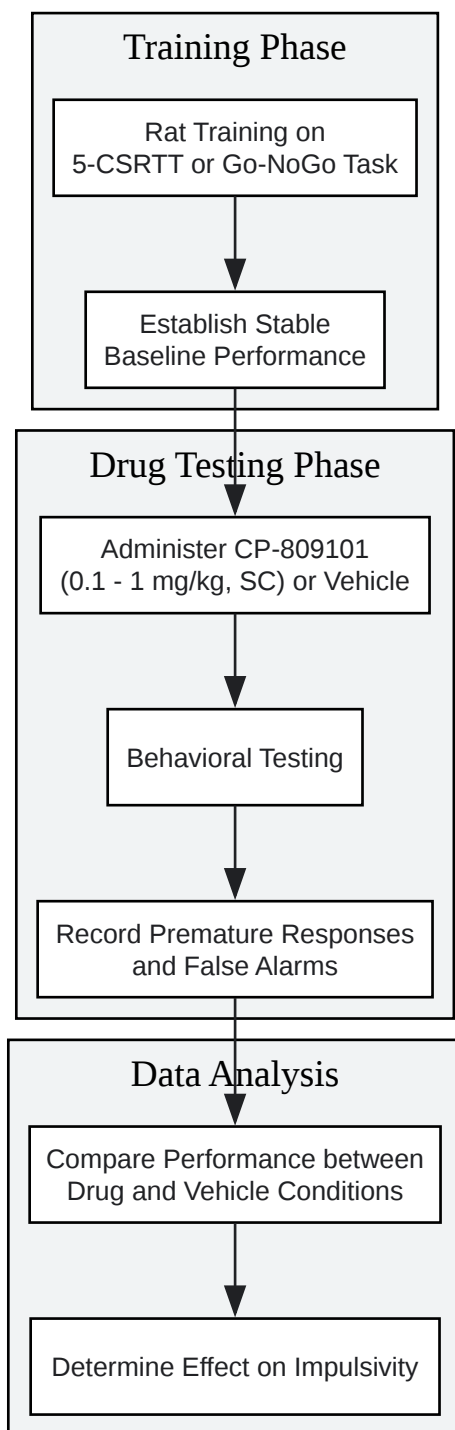 Training Phase
Rat Training on
5-CSRTT or Go-NoGo Task
Establish Stable
Baseline Performance
Drug Testing Phase
Administer CP-809101
(0.1 - 1 mg/kg, SC) or Vehicle
Behavioral Testing
Record Premature Responses
and False Alarms
Data Analysis
Compare Performance between
Drug and Vehicle Conditions
Determine Effect on Impulsivity